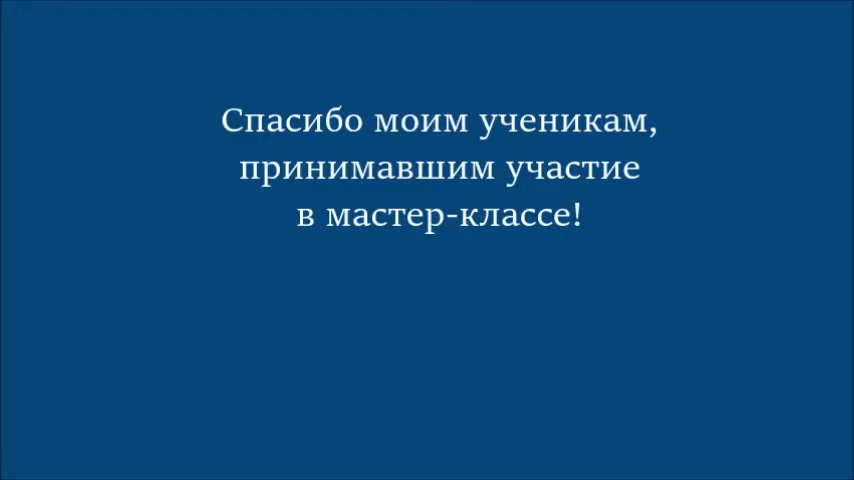 Спасибо моим ученикам,
принимавшим участие
в мастер-классе!